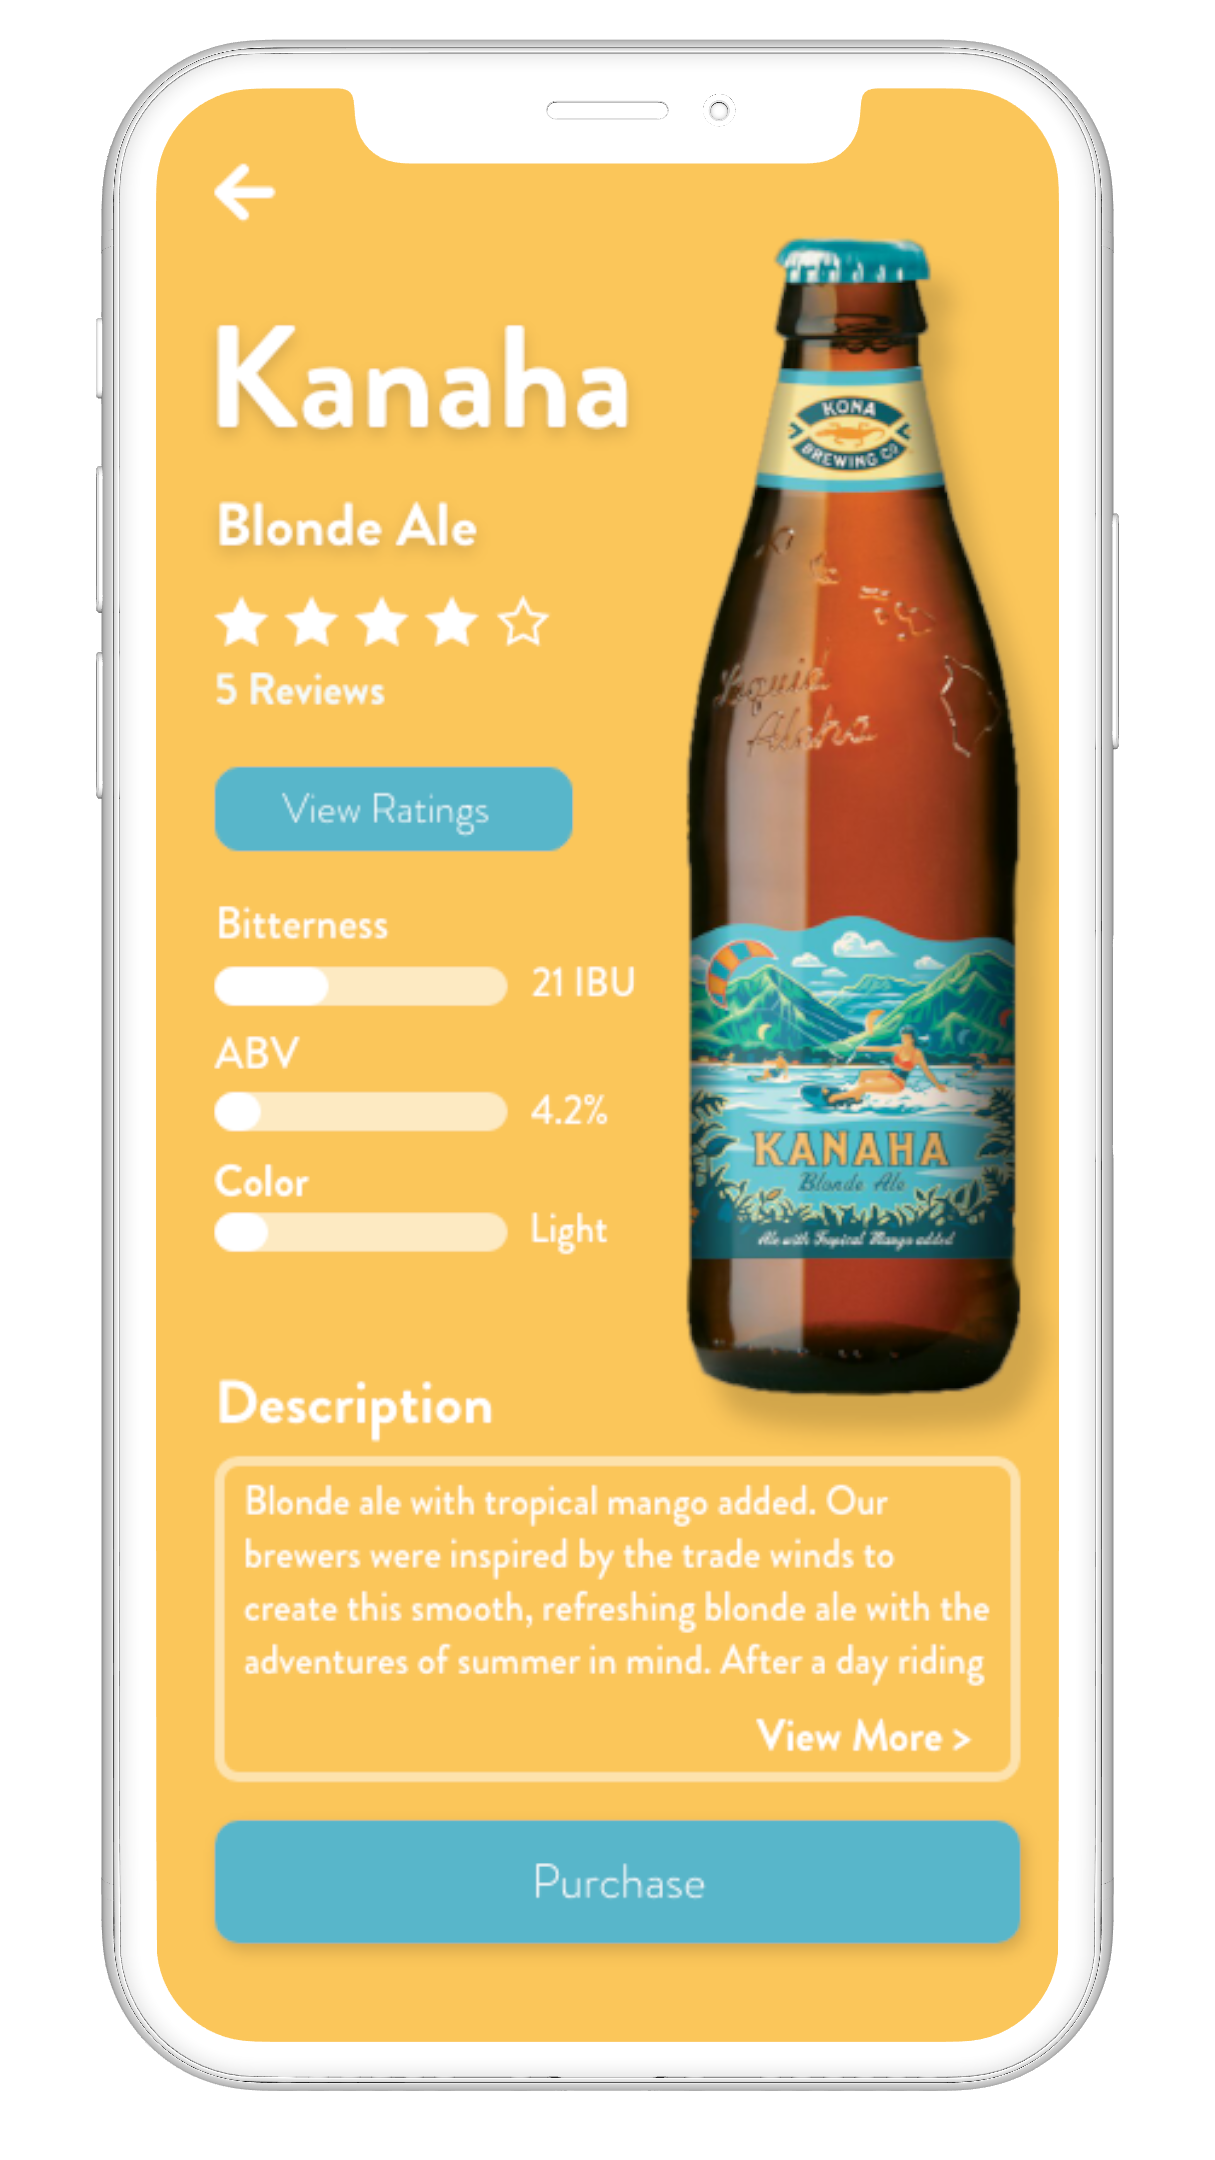 Kanaha
Blonde Ale
5 Reviews
View Ratings
Bitterness
21 IBU
ABV
4.2%
Color
Light
KONA
BREWING CO
Liquid
Aloha
KANAHA
Blonde Ale
Ale with Tropical Mango added
Description
Blonde ale with tropical mango added. Our
brewers were inspired by the trade winds to
create this smooth, refreshing blonde ale with the
adventures of summer in mind. After a day riding
View More >
Purchase